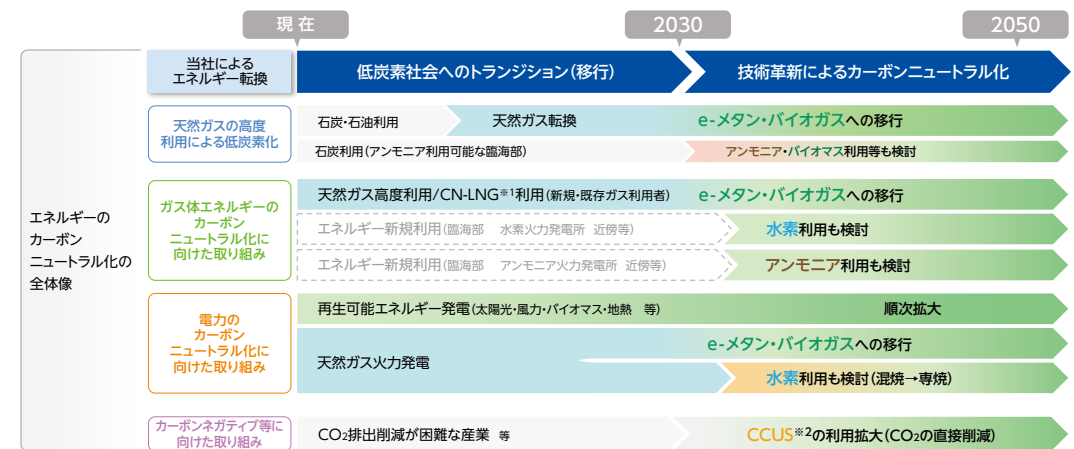 現在
2030
2050
当社による
エネルギー転換
低炭素社会へのトランジション(移行)
技術革新によるカーボンニュートラル化
エネルギーの
カーボン
ニュートラル化の
全体像
天然ガスの高度
利用による低炭素化
石炭・石油利用
天然ガス転換
e-メタン・バイオガスへの移行
石炭利用(アンモニア利用可能な臨海部)
アンモニア・バイオマス利用等も検討
ガス体エネルギーの
カーボン
ニュートラル化に
向けた取り組み
天然ガス高度利用/CN-LNG※1利用(新規・既存ガス利用者)
e-メタン・バイオガスへの移行
エネルギー新規利用(臨海部 水素火力発電所 近傍等)
水素利用も検討
エネルギー新規利用(臨海部 アンモニア火力発電所 近傍等)
アンモニア利用も検討
電力の
カーボン
ニュートラル化に
向けた取り組み
再生可能エネルギー発電(太陽光・風力・バイオマス・地熱 等)
順次拡大
天然ガス火力発電
e-メタン・バイオガスへの移行
水素利用も検討(混焼→専焼)
カーボンネガティブ等に
向けた取り組み
CO2排出削減が困難な産業 等
CCUS※2の利用拡大(CO2の直接削減)